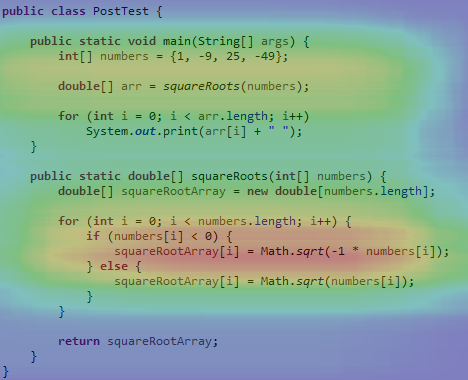 public class PostTest {
public static void main(String[] args) {
int[] numbers = {1, -9, 25, -49};
double[] arr = squareRoots(numbers);
for (int i = 0; i < arr.length; i++)
System.out.print(arr[i] + " ");
}
public static double[] squareRoots(int[] numbers) {
double[] squareRootArray = new double[numbers.length];
for (int i = 0; i < numbers.length; i++) {
if (numbers[i] < 0) {
squareRootArray[i] = Math.sqrt(-1 * numbers[i]);
} else {
squareRootArray[i] = Math.sqrt(numbers[i]);
}
}
return squareRootArray;
}
}